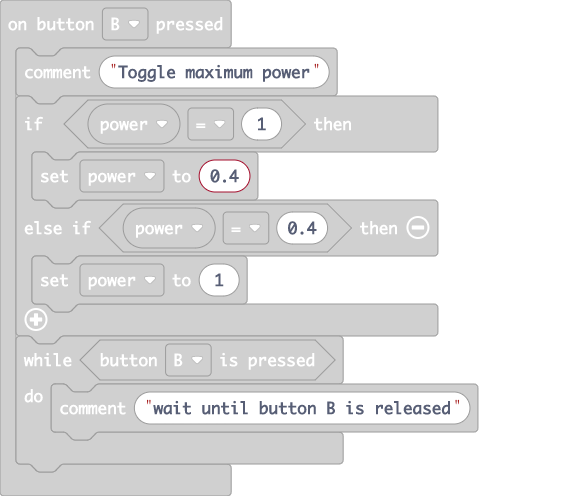 on button B pressed
comment "Toggle maximum power"
if power = 1 then
set power to 0.4
else if power = 0.4 then
set power to 1
while button B is pressed
do
comment "wait until button B is released"